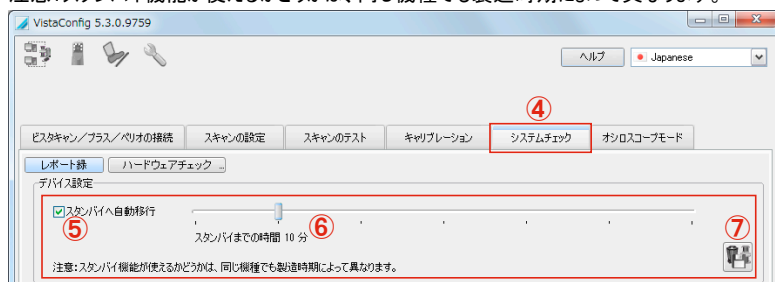 VistaConfig 5.3.0.9759
ヘルプ
Japanese
④
ビスタキャン／プラス／ペリオの接続 スキャンの設定 スキャンのテスト キャリブレーション システムチェック オシロスコープモード
レポート録 ハードウェアチェック ..
デバイス設定
スタンバイへ自動移行
⑤ ⑥ ⑦
スタンバイまでの時間 10 分
注意:スタンバイ機能が使えるかどうかは、同じ機種でも製造時期によって異なります。